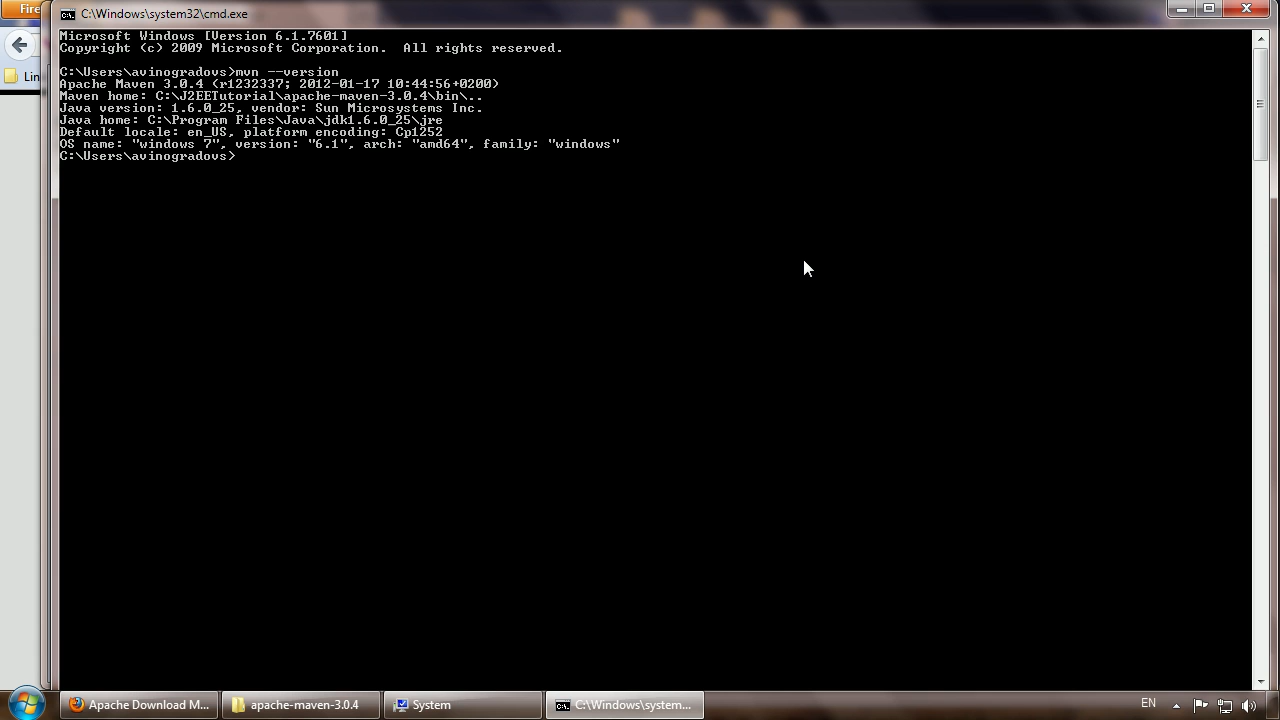 Fire
C:\Windows\system32\cmd.exe
Lin
Microsoft Windows [Version 6.1.7601]
Copyright (c) 2009 Microsoft Corporation.  All rights reserved.
C:\Users\avinogradovs>mvn --version
Apache Maven 3.0.4 (r1232337; 2012-01-17 10:44:56+0200)
Maven home: C:\J2EETutorial\apache-maven-3.0.4\bin\..
Java version: 1.6.0_25, vendor: Sun Microsystems Inc.
Java home: C:\Program Files\Java\jdk1.6.0_25\jre
Default locale: en_US, platform encoding: Cp1252
OS name: "windows 7", version: "6.1", arch: "amd64", family: "windows"
C:\Users\avinogradovs>
Apache Download M...
apache-maven-3.0.4
System
C:\Windows\system...
EN